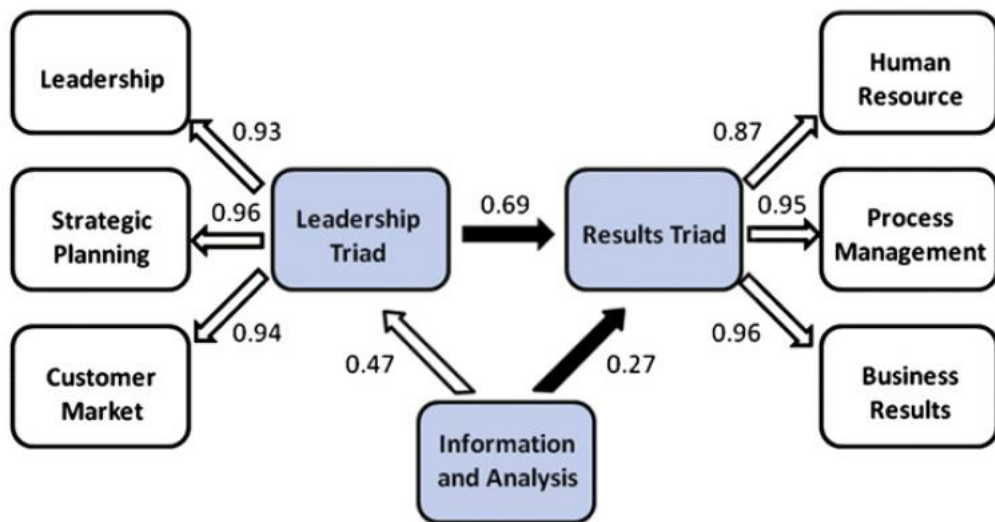 Leadership
Human
Resource
0.93
0.87
Strategic
Planning
0.96
Leadership
Triad
0.69
Results Triad
0.95
Process
Management
0.94
0.96
Customer
Market
0.47
0.27
Business
Results
Information
and Analysis